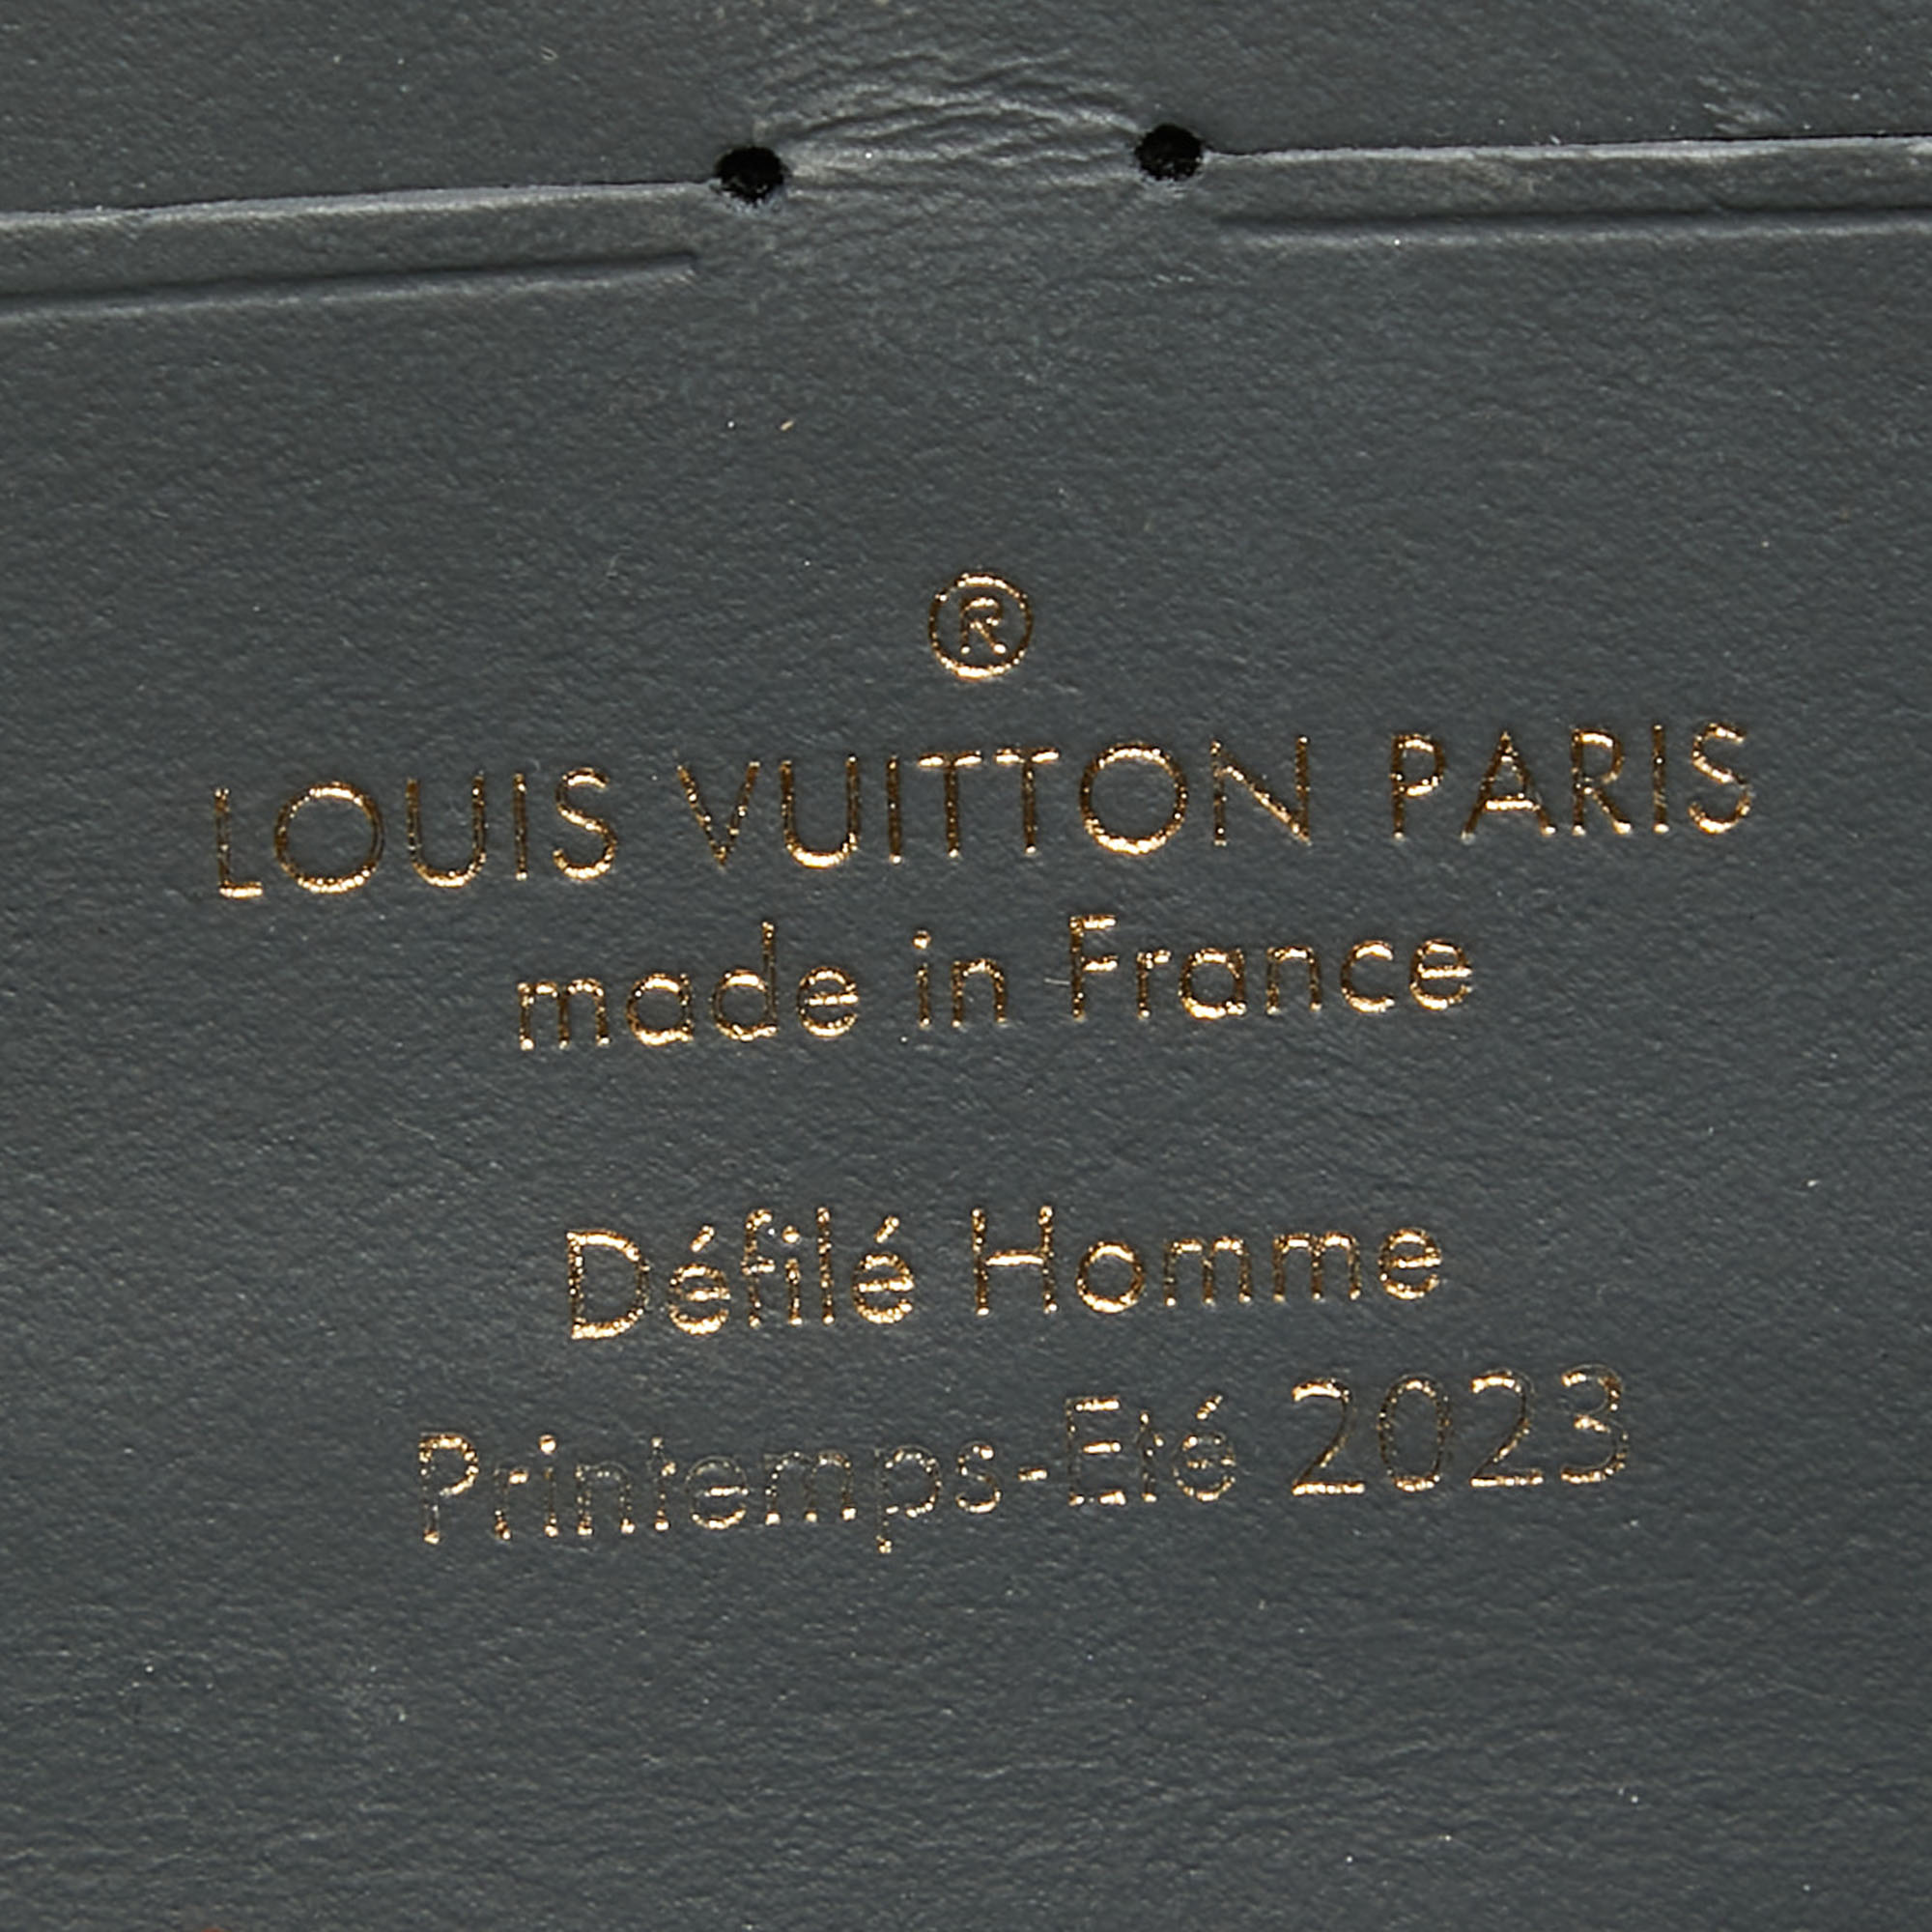 ®
LOUIS VUITTON PARIS
made in France
Défilé Homme
Printemps-Eté 2023